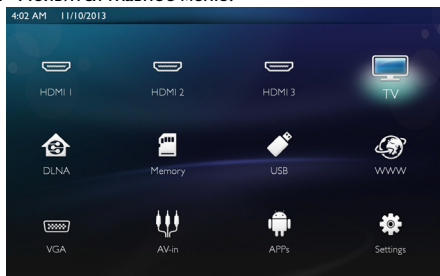 4:02 AM 11/10/2013
HDMI 1 HDMI 2 HDMI 3 TV
DLNA Memory USB WWW
VGA AV-in APPs Settings